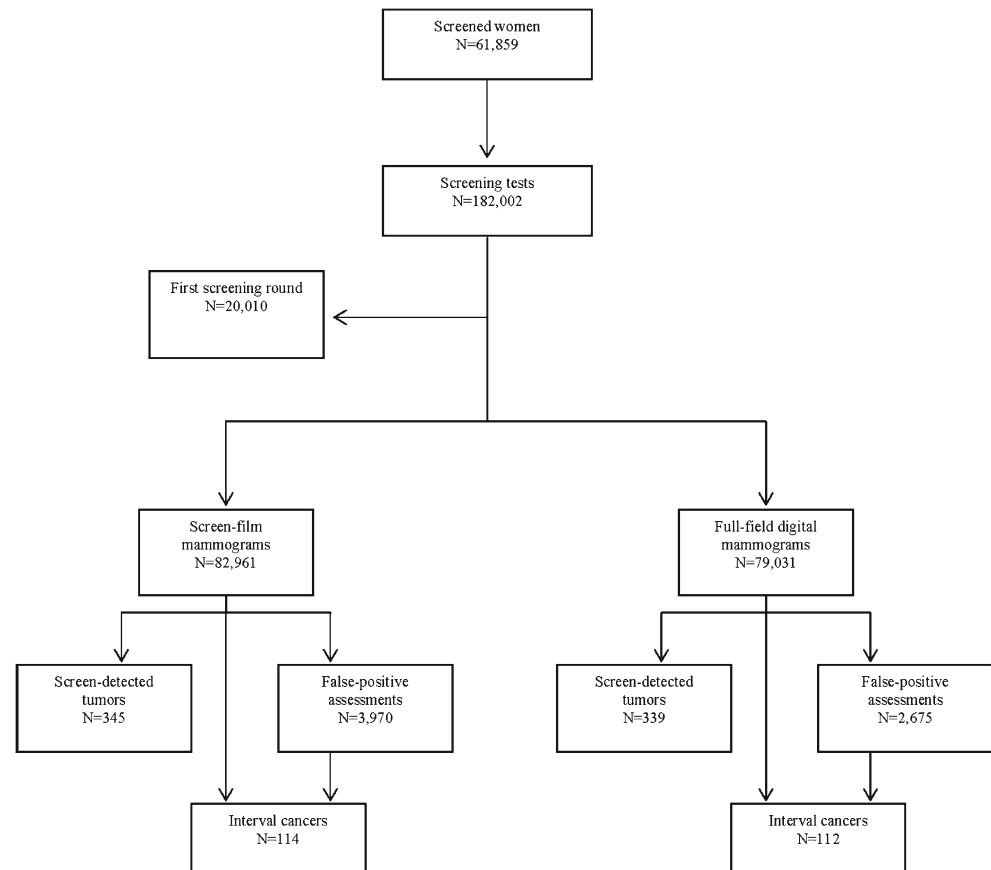 Screened women
N=61,859
Screening tests
N=182,002
First screening round
N=20,010
Screen-film
mammograms
N=82,961
Full-field digital
mammograms
N=79,031
Screen-detected
tumors
N=345
False-positive
assessments
N=3,970
Screen-detected
tumors
N=339
False-positive
assessments
N=2,675
Interval cancers
N=114
Interval cancers
N=112